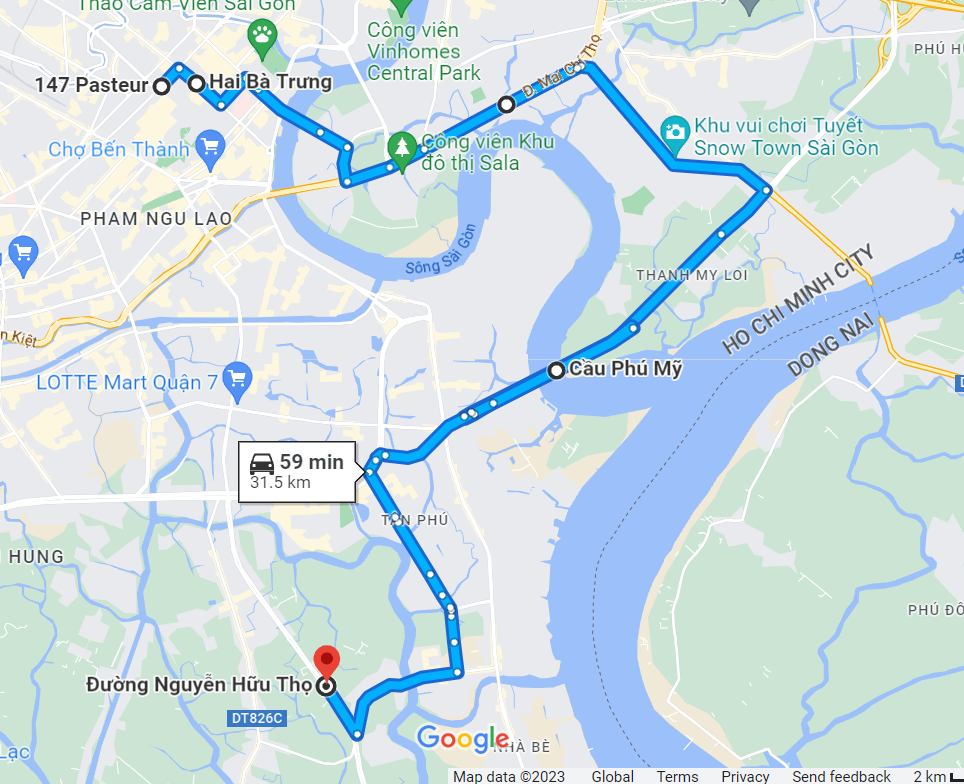 Thảo Cầm Viên Sài Gòn
Công viên
Vinhomes
Central Park
PHÚ H
147 Pasteur
Hai Bà Trưng
Đ. Mai Chí Thọ
Chợ Bến Thành
Công viên Khu
đô thị Sala
Khu vui chơi Tuyết
Snow Town Sài Gòn
PHAM NGU LAO
Sông Sài Gòn
THANH MY LOI
HO CHI MINH CITY
DONG NAI
n Kiệt
LOTTE Mart Quận 7
Cầu Phú Mỹ
59 min
31.5 km
TÂN PHÚ
HUNG
PHÚ ĐÔ
Đường Nguyễn Hữu Thọ
DT826C
Google
NHÀ BÈ
Lạc
Map data ©2023 Global Terms Privacy Send feedback 2 km